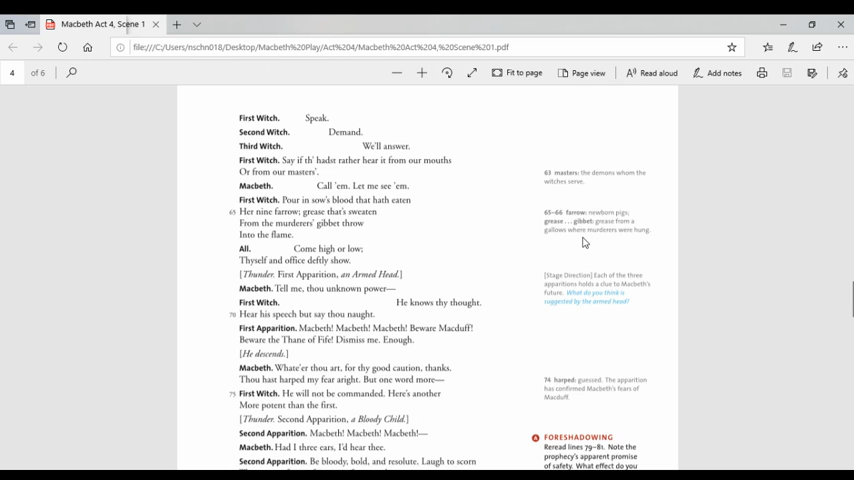 Macbeth Act 4, Scene 1
file:///C:/Users/nschn018/Desktop/Macbeth%20Play/Act%204/Macbeth%20Act%204,%20Scene%201.pdf
4 of 6
Fit to page
Page view
Read aloud
Add notes
First Witch. Speak.
Second Witch. Demand.
Third Witch. We'll answer.
First Witch. Say if th' hadst rather hear it from our mouths
Or from our masters'.
Macbeth. Call 'em. Let me see 'em.
First Witch. Pour in sow's blood that hath eaten
65 Her nine farrow; grease that's sweaten
From the murderers' gibbet throw
Into the flame.
All. Come high or low;
Thyself and office deftly show.
[Thunder. First Apparition, an Armed Head.]
Macbeth. Tell me, thou unknown power—
First Witch. He knows thy thought.
70 Hear his speech but say thou naught.
First Apparition. Macbeth! Macbeth! Macbeth! Beware Macduff!
Beware the Thane of Fife! Dismiss me. Enough.
[He descends.]
Macbeth. Whate'er thou art, for thy good caution, thanks.
Thou hast harped my fear aright. But one word more—
75 First Witch. He will not be commanded. Here's another
More potent than the first.
[Thunder. Second Apparition, a Bloody Child.]
Second Apparition. Macbeth! Macbeth! Macbeth!—
Macbeth. Had I three ears, I'd hear thee.
Second Apparition. Be bloody, bold, and resolute. Laugh to scorn
63 masters: the demons whom the
witches serve.
65–66 farrow: newborn pigs;
grease . . . gibbet: grease from a
gallows where murderers were hung.
[Stage Direction] Each of the three
apparitions holds a clue to Macbeth's
future. What do you think is
suggested by the armed head?
74 harped: guessed. The apparition
has confirmed Macbeth's fears of
Macduff.
A FORESHADOWING
Reread lines 79–81. Note the
prophecy's apparent promise
of safety. What effect do you